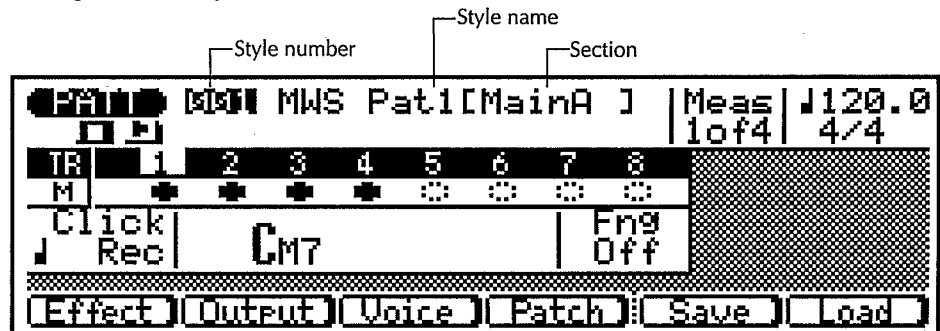 Style name
Style number
Section
PATT 001 MWS Pat1[MainA ] Meas ♩120.0
1of4 4/4
TR 1 2 3 4 5 6 7 8
M
Click CM7 Fng
♩ Rec Off
Effect Output Voice Patch Save Load